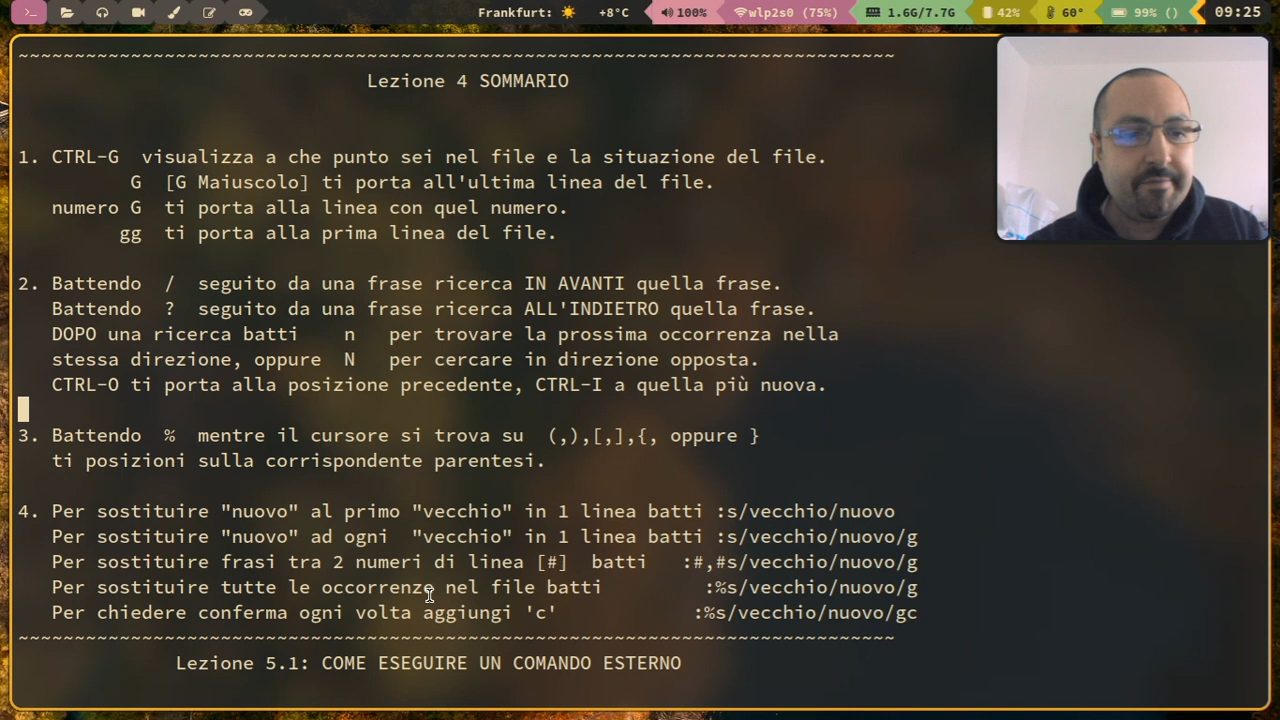 Frankfurt: +8°C 100% wlp2s0 (75%) 1.6G/7.7G 42% 60° 99% () 09:25
~~~~~~~~~~~~~~~~~~~~~~~~~~~~~~~~~~~~~~~~~~~~~~~~~~~~~~~~~~~~~~~~~~~~~~~~~~~~~~
Lezione 4 SOMMARIO
1. CTRL-G  visualizza a che punto sei nel file e la situazione del file.
G  [G Maiuscolo] ti porta all'ultima linea del file.
numero G  ti porta alla linea con quel numero.
gg  ti porta alla prima linea del file.
2. Battendo  /  seguito da una frase ricerca IN AVANTI quella frase.
Battendo  ?  seguito da una frase ricerca ALL'INDIETRO quella frase.
DOPO una ricerca batti    n   per trovare la prossima occorrenza nella
stessa direzione, oppure  N   per cercare in direzione opposta.
CTRL-O ti porta alla posizione precedente, CTRL-I a quella più nuova.
3. Battendo  %  mentre il cursore si trova su  (,),[,],{, oppure }
ti posizioni sulla corrispondente parentesi.
4. Per sostituire "nuovo" al primo "vecchio" in 1 linea batti :s/vecchio/nuovo
Per sostituire "nuovo" ad ogni  "vecchio" in 1 linea batti :s/vecchio/nuovo/g
Per sostituire frasi tra 2 numeri di linea [#]  batti   :#,#s/vecchio/nuovo/g
Per sostituire tutte le occorrenze nel file batti         :%s/vecchio/nuovo/g
Per chiedere conferma ogni volta aggiungi 'c'            :%s/vecchio/nuovo/gc
~~~~~~~~~~~~~~~~~~~~~~~~~~~~~~~~~~~~~~~~~~~~~~~~~~~~~~~~~~~~~~~~~~~~~~~~~~~~~~
Lezione 5.1: COME ESEGUIRE UN COMANDO ESTERNO